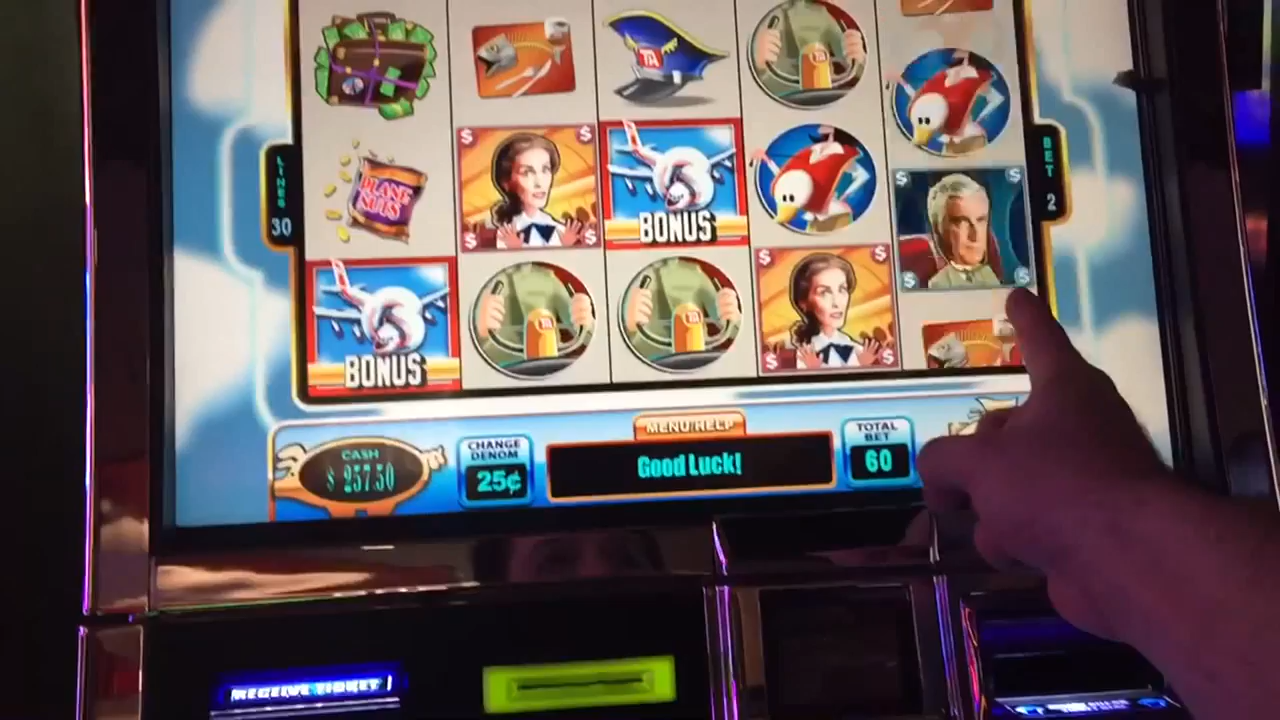 TA
TA
PLANE
NUTS
BONUS
BONUS
TA
TA
$ $
$ $
$ $
$ $
$ $
$ $
LINES
30
BET
2
MENU/HELP
CASH
$ 257.50
CHANGE
DENOM
25¢
Good Luck!
TOTAL
BET
60
RECEIVE TICKET